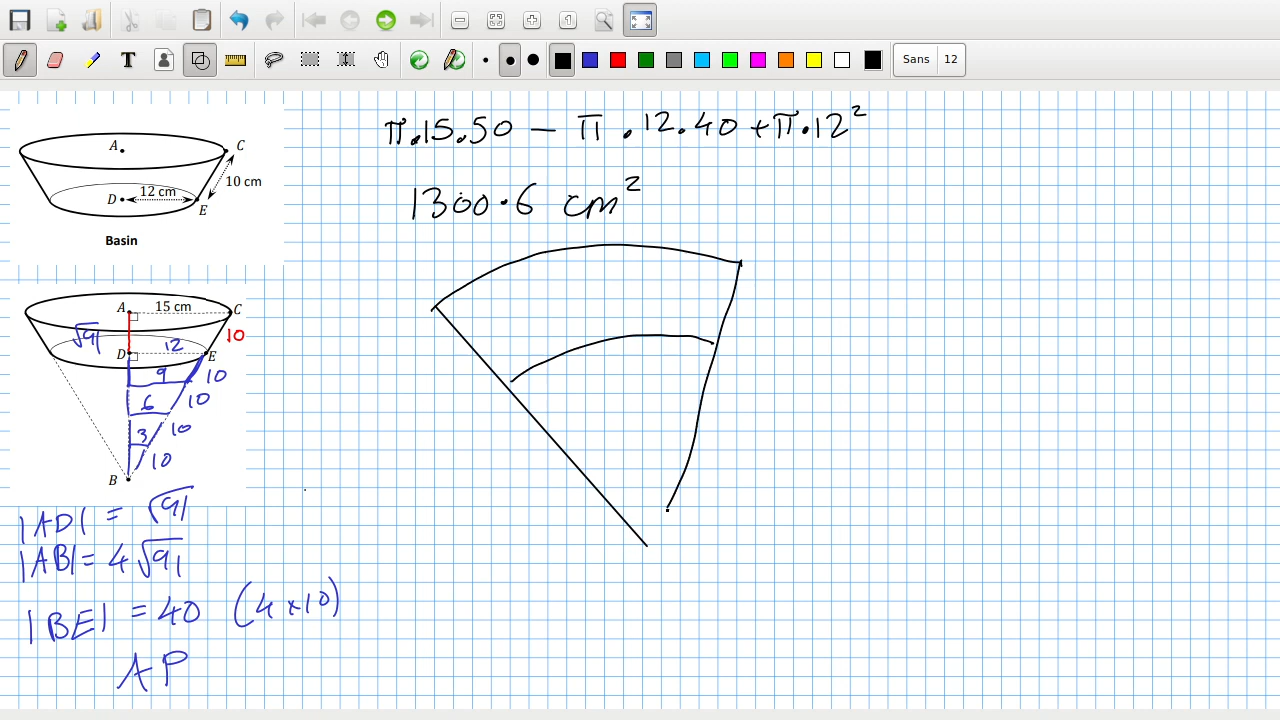 Sans 12
A
C
10 cm
D 12 cm
E
Basin
π.15.50 − π.12.40+π.12²
1300.6 cm²
A 15 cm C
√91 10
12
D E
9 10
6 10
3 10
10
B
|AD| = √91
|AB| = 4√91
|BE| = 40 (4×10)
AP